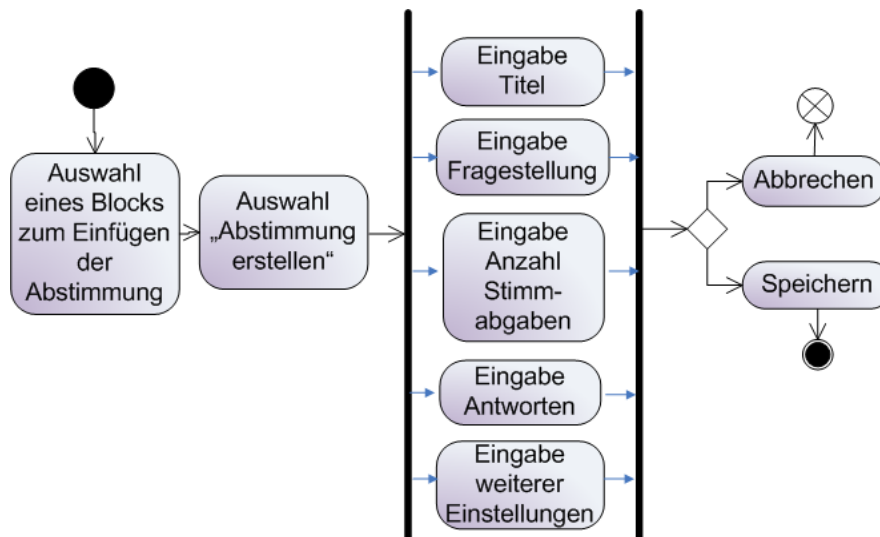 Auswahl
eines Blocks
zum Einfügen
der
Abstimmung
Auswahl
„Abstimmung
erstellen“
Eingabe
Titel
Eingabe
Fragestellung
Eingabe
Anzahl
Stimm-
abgaben
Eingabe
Antworten
Eingabe
weiterer
Einstellungen
Abbrechen
Speichern